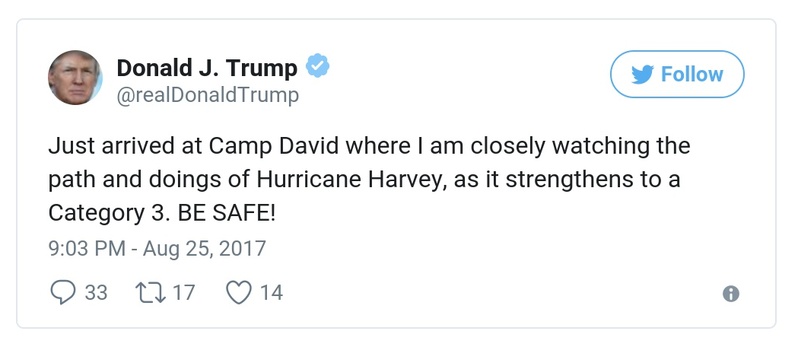 Donald J. Trump
Follow
@realDonaldTrump
Just arrived at Camp David where I am closely watching the
path and doings of Hurricane Harvey, as it strengthens to a
Category 3. BE SAFE!
9:03 PM - Aug 25, 2017
33 17 14